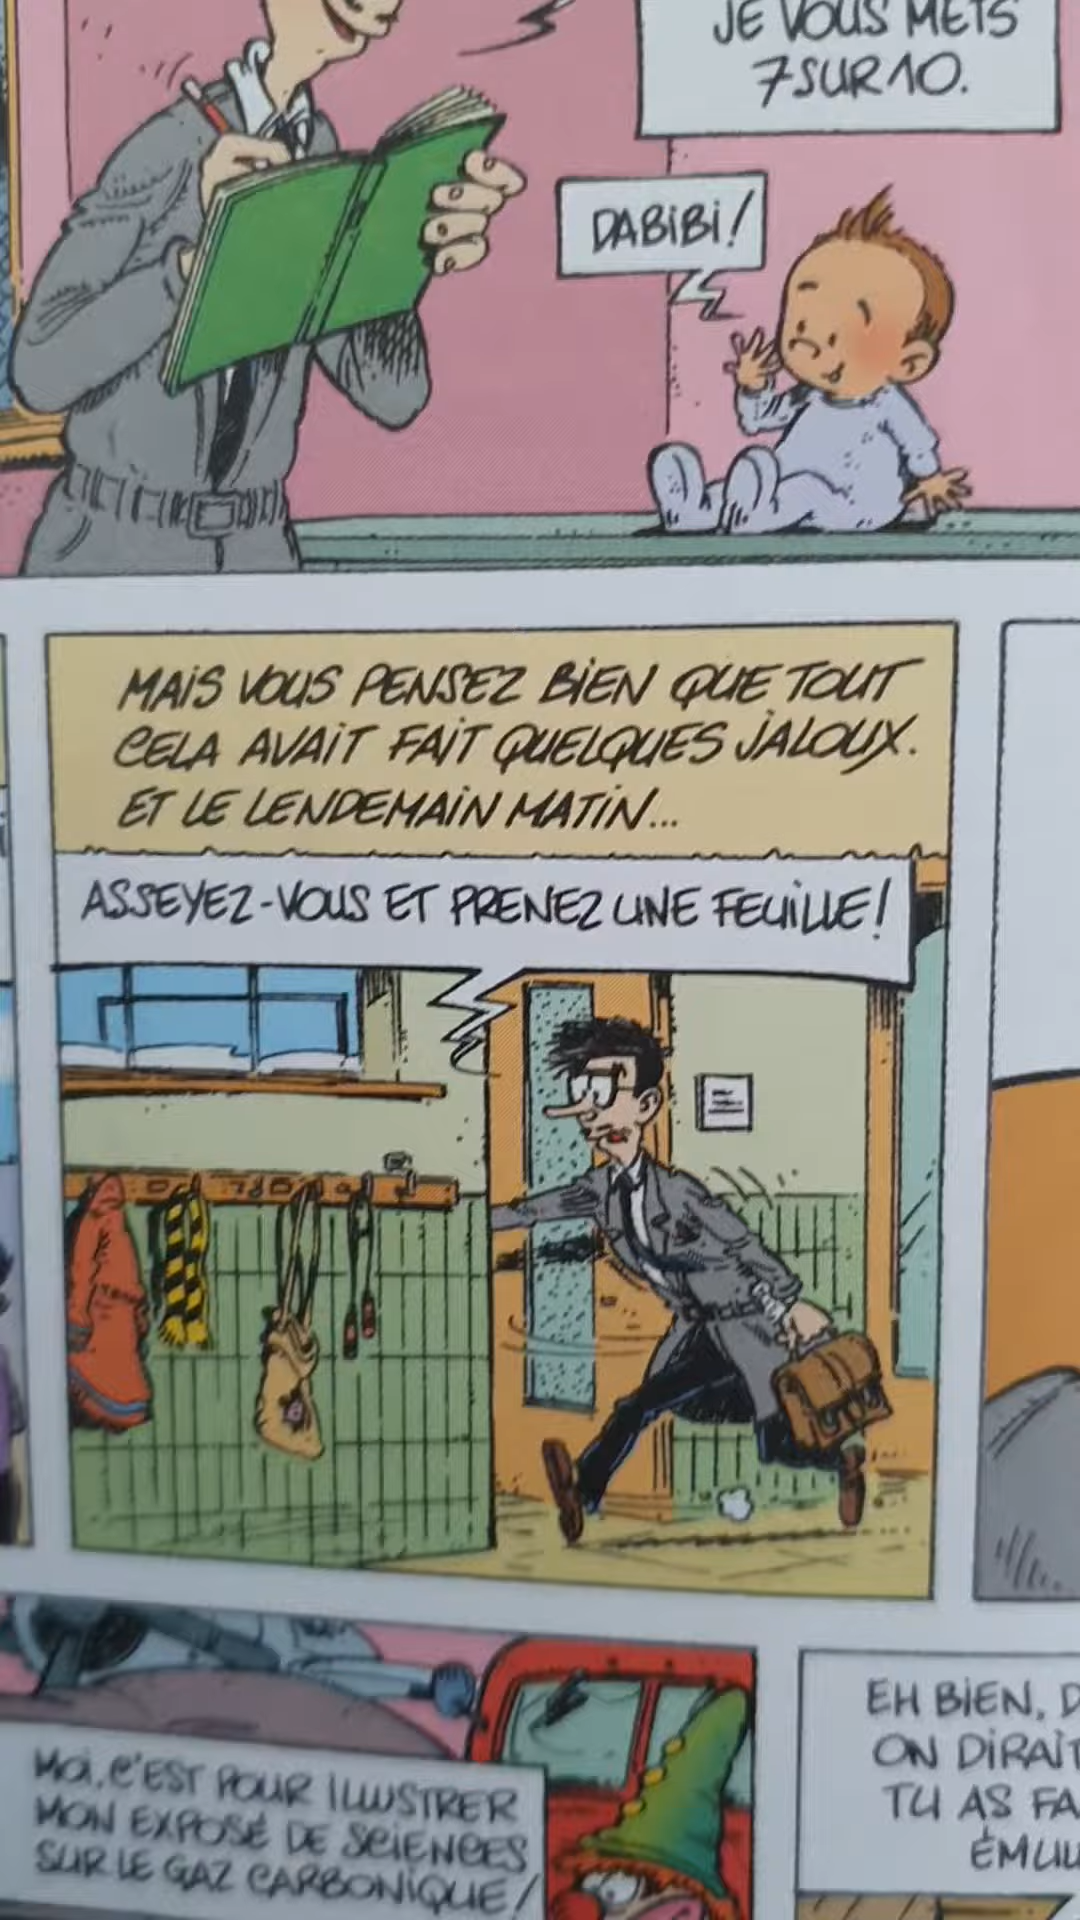 JE VOUS METS
7 SUR 10.
DABIBI!
MAIS VOUS PENSEZ BIEN QUE TOUT
CELA AVAIT FAIT QUELQUES JALOUX.
ET LE LENDEMAIN MATIN...
ASSEYEZ-VOUS ET PRENEZ UNE FEUILLE!
MOI, C'EST POUR ILLUSTRER
MON EXPOSÉ DE SCIENCES
SUR LE GAZ CARBONIQUE!
EH BIEN,
ON DIRAIT
TU AS